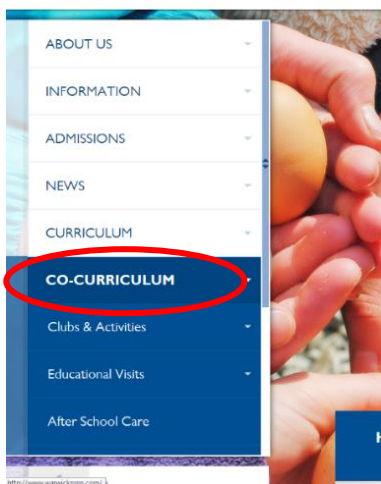 ABOUT US
INFORMATION
ADMISSIONS
NEWS
CURRICULUM
CO-CURRICULUM
Clubs & Activities
Educational Visits
After School Care
H